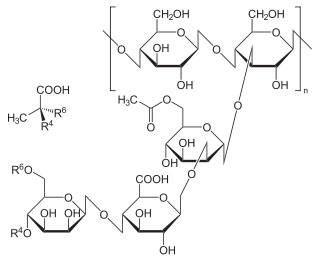 CH₂OH CH₂OH
O O
O OH O OH
OH OH n
COOH
H₃C R⁶ R⁴
H₃C O O O
O O
OH
OH
R⁶O COOH O
O O
OH OH O OH
R⁴O OH